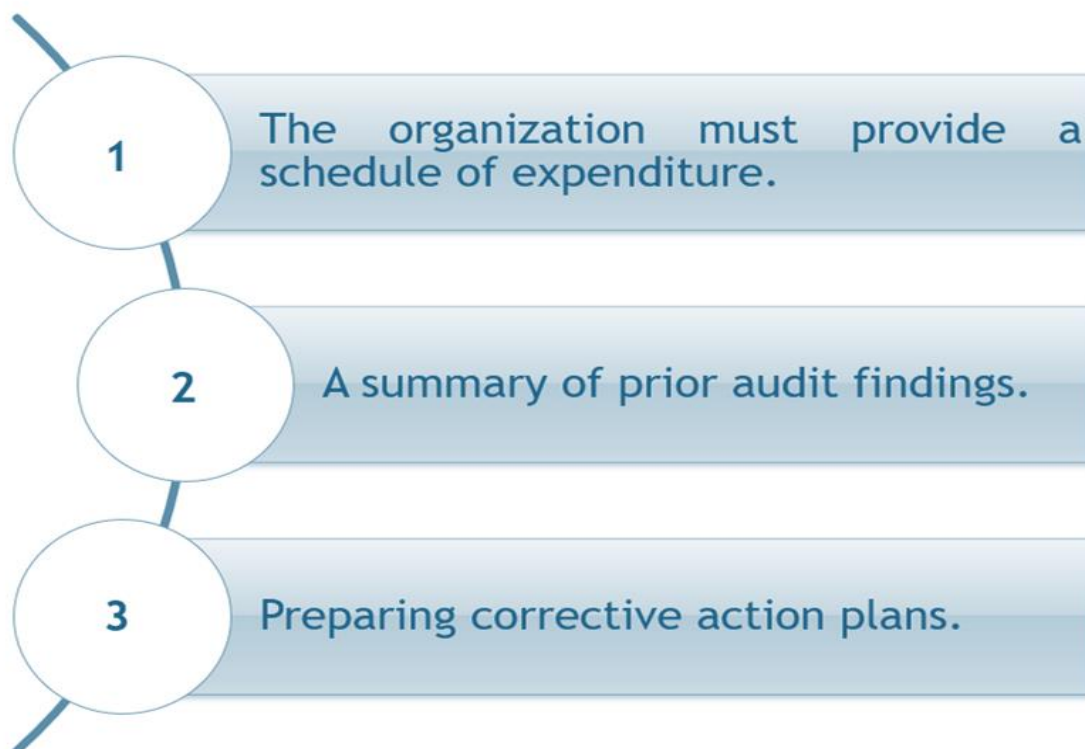 1
The organization must provide a
schedule of expenditure.
2
A summary of prior audit findings.
3
Preparing corrective action plans.